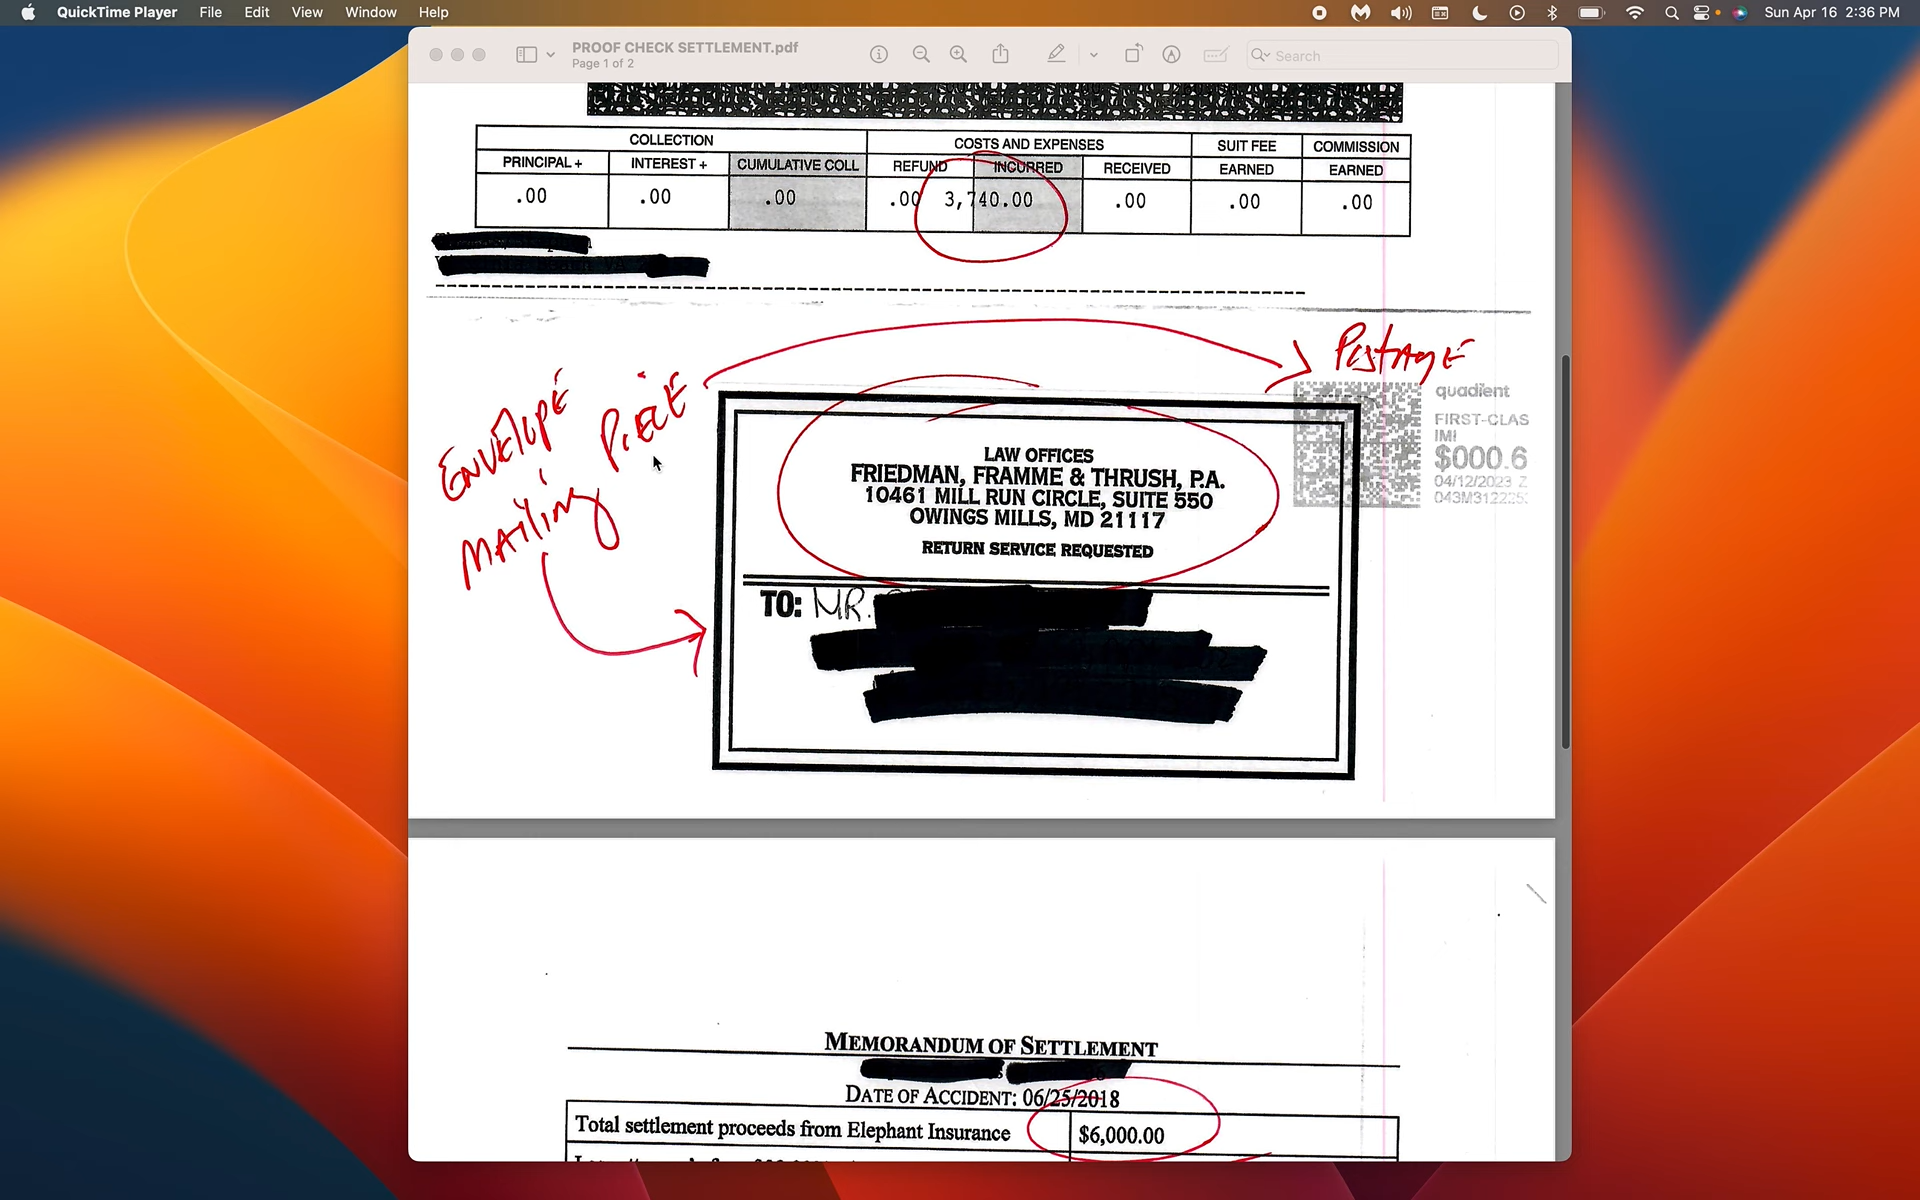 QuickTime Player File Edit View Window Help Sun Apr 16 2:36 PM
PROOF CHECK SETTLEMENT.pdf
Page 1 of 2
Search
COLLECTION COSTS AND EXPENSES SUIT FEE COMMISSION
PRINCIPAL + INTEREST + CUMULATIVE COLL REFUND INCURRED RECEIVED EARNED EARNED
.00 .00 .00 .00 3,740.00 .00 .00 .00
Postage
ENVElopE
MAiling PiECE
quadient
FIRST-CLAS
IMI
$000.6
04/12/2023 Z
LAW OFFICES
FRIEDMAN, FRAMME & THRUSH, P.A.
10461 MILL RUN CIRCLE, SUITE 550
OWINGS MILLS, MD 21117
RETURN SERVICE REQUESTED
TO: MR.
MEMORANDUM OF SETTLEMENT
DATE OF ACCIDENT: 06/25/2018
Total settlement proceeds from Elephant Insurance $6,000.00